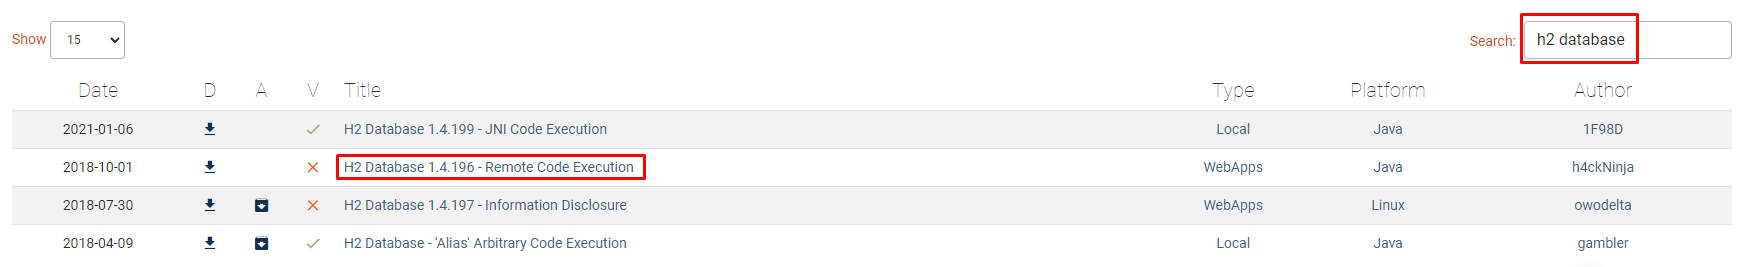 Show 15 Search: h2 database
Date D A V Title Type Platform Author
2021-01-06 H2 Database 1.4.199 - JNI Code Execution Local Java 1F98D
2018-10-01 H2 Database 1.4.196 - Remote Code Execution WebApps Java h4ckNinja
2018-07-30 H2 Database 1.4.197 - Information Disclosure WebApps Linux owodelta
2018-04-09 H2 Database - 'Alias' Arbitrary Code Execution Local Java gambler